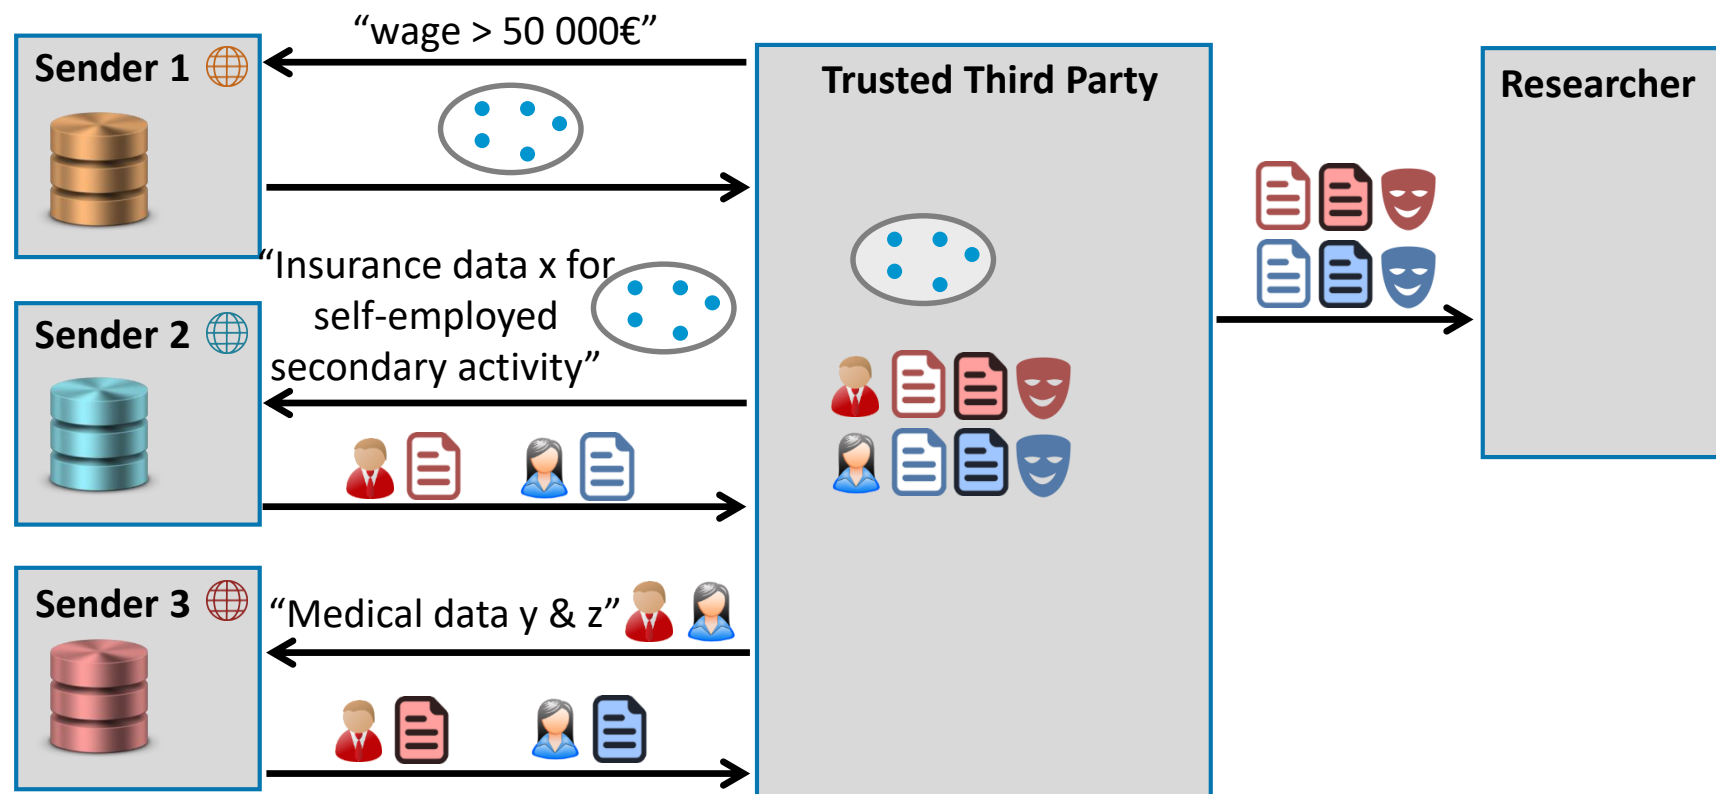 “wage > 50 000€”
Sender 1
Trusted Third Party
Researcher
“Insurance data x for
self-employed
secondary activity”
Sender 2
Sender 3
“Medical data y & z”